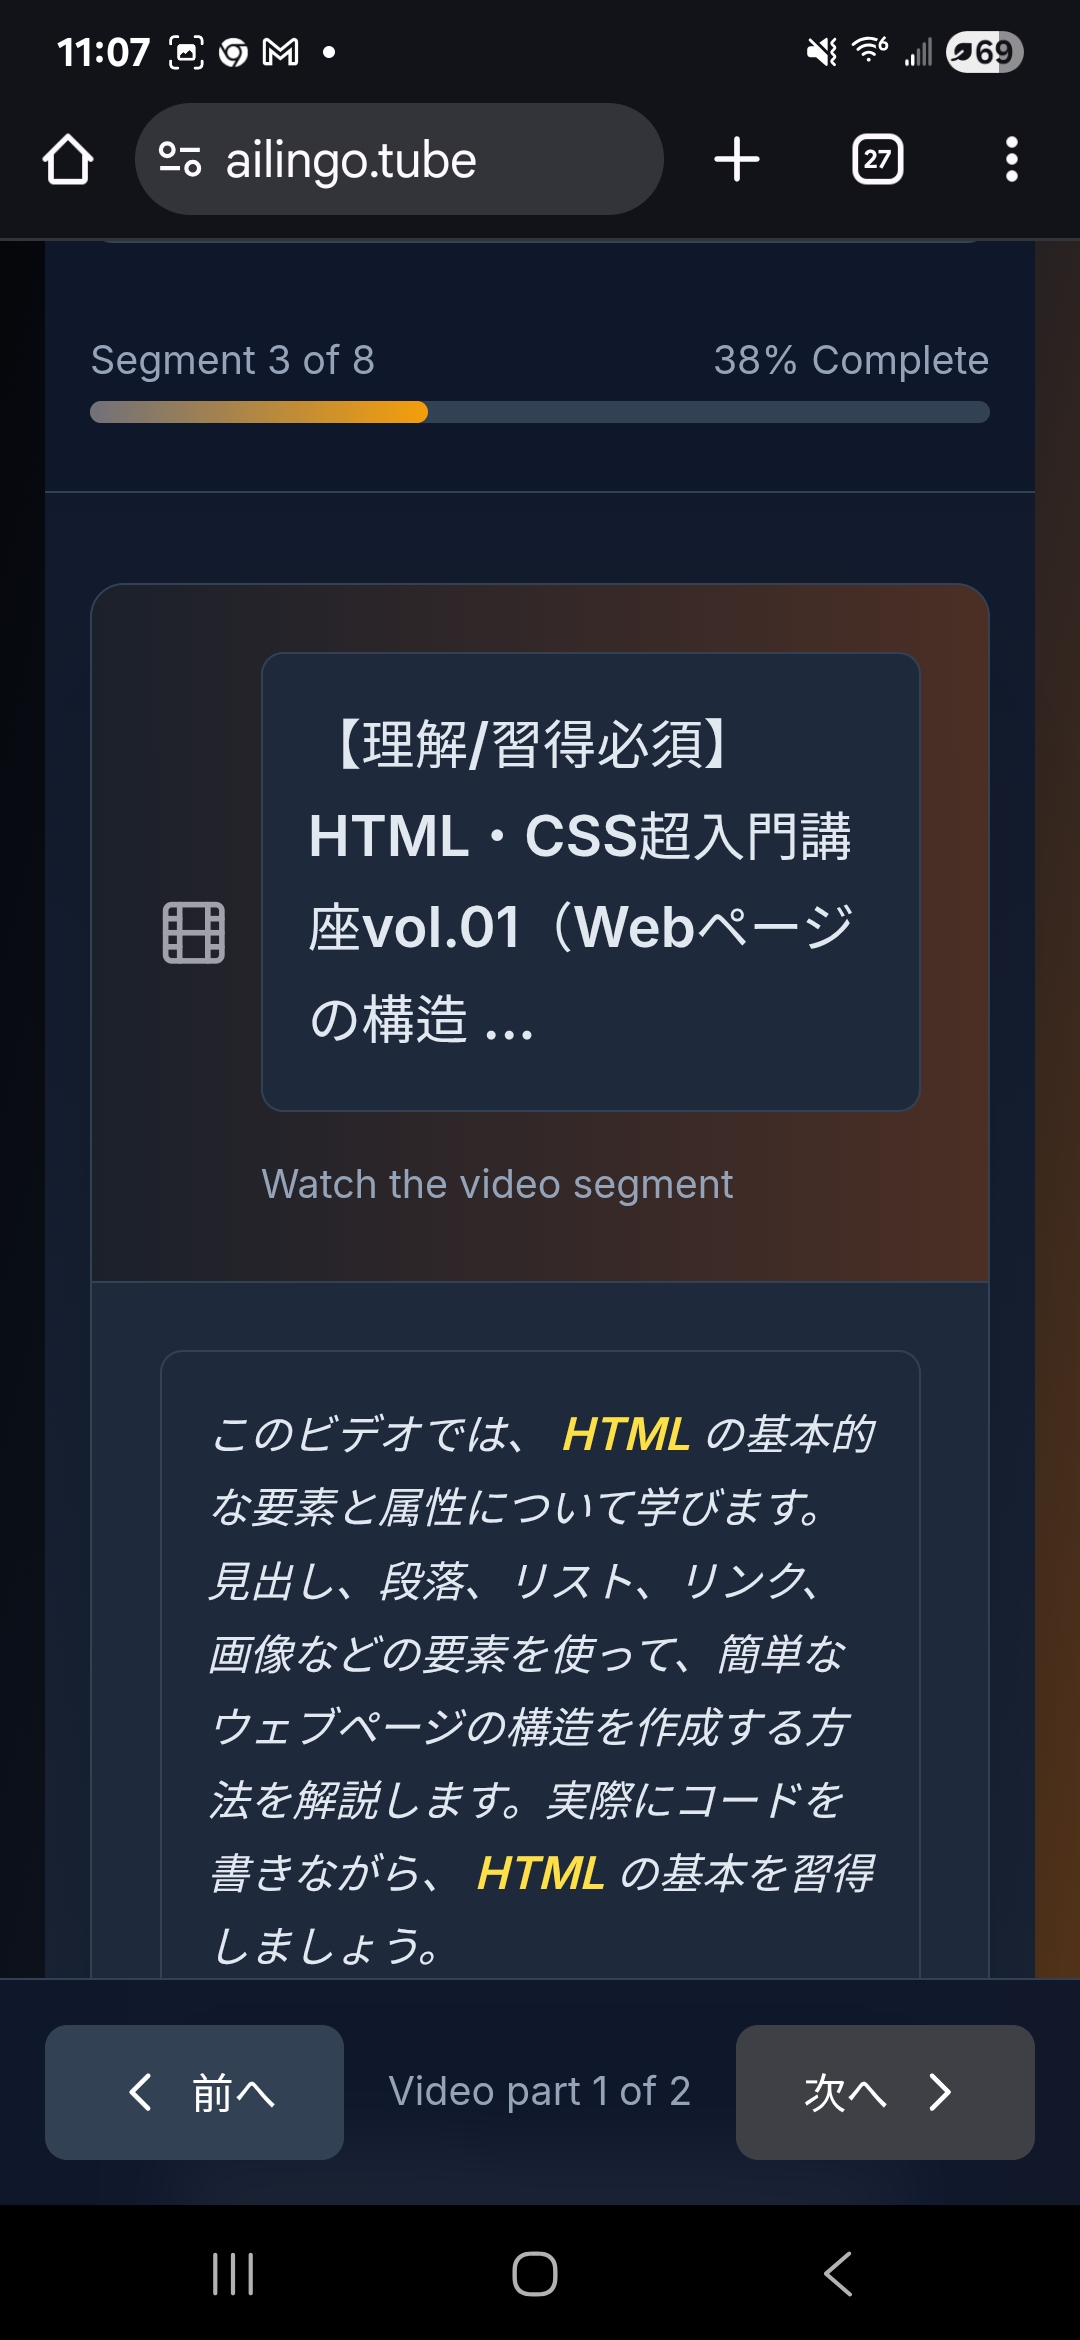 11:07
69
ailingo.tube
27
Segment 3 of 8
38% Complete
【理解/習得必須】
HTML・CSS超入門講
座vol.01（Webページ
の構造 ...
Watch the video segment
このビデオでは、 HTML の基本的
な要素と属性について学びます。
見出し、段落、リスト、リンク、
画像などの要素を使って、簡単な
ウェブページの構造を作成する方
法を解説します。実際にコードを
書きながら、 HTML の基本を習得
しましょう。
前へ
Video part 1 of 2
次へ